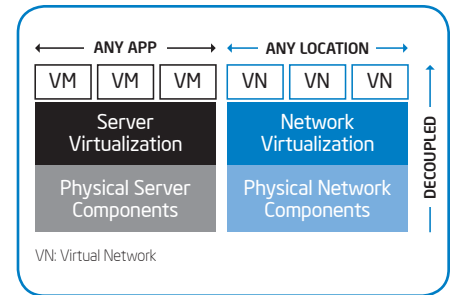 ANY APP
ANY LOCATION
VM VM VM VN VN VN
Server
Virtualization
Network
Virtualization
DECOUPLED
Physical Server
Components
Physical Network
Components
VN: Virtual Network